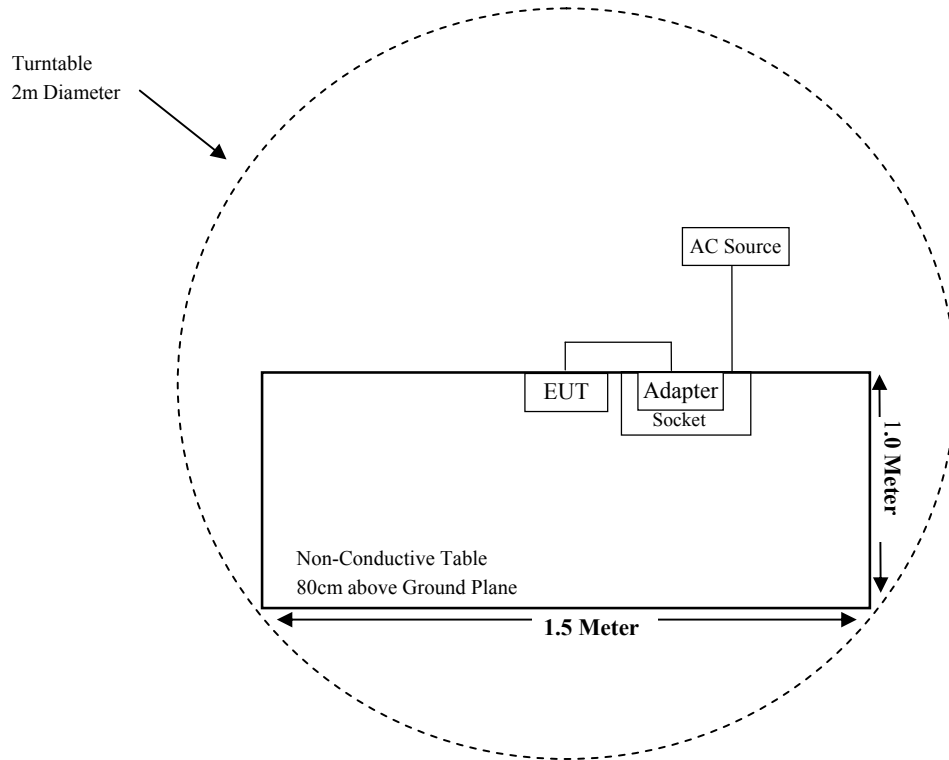 Turntable
2m Diameter
AC Source
EUT
Adapter
Socket
1.0 Meter
Non-Conductive Table
80cm above Ground Plane
1.5 Meter